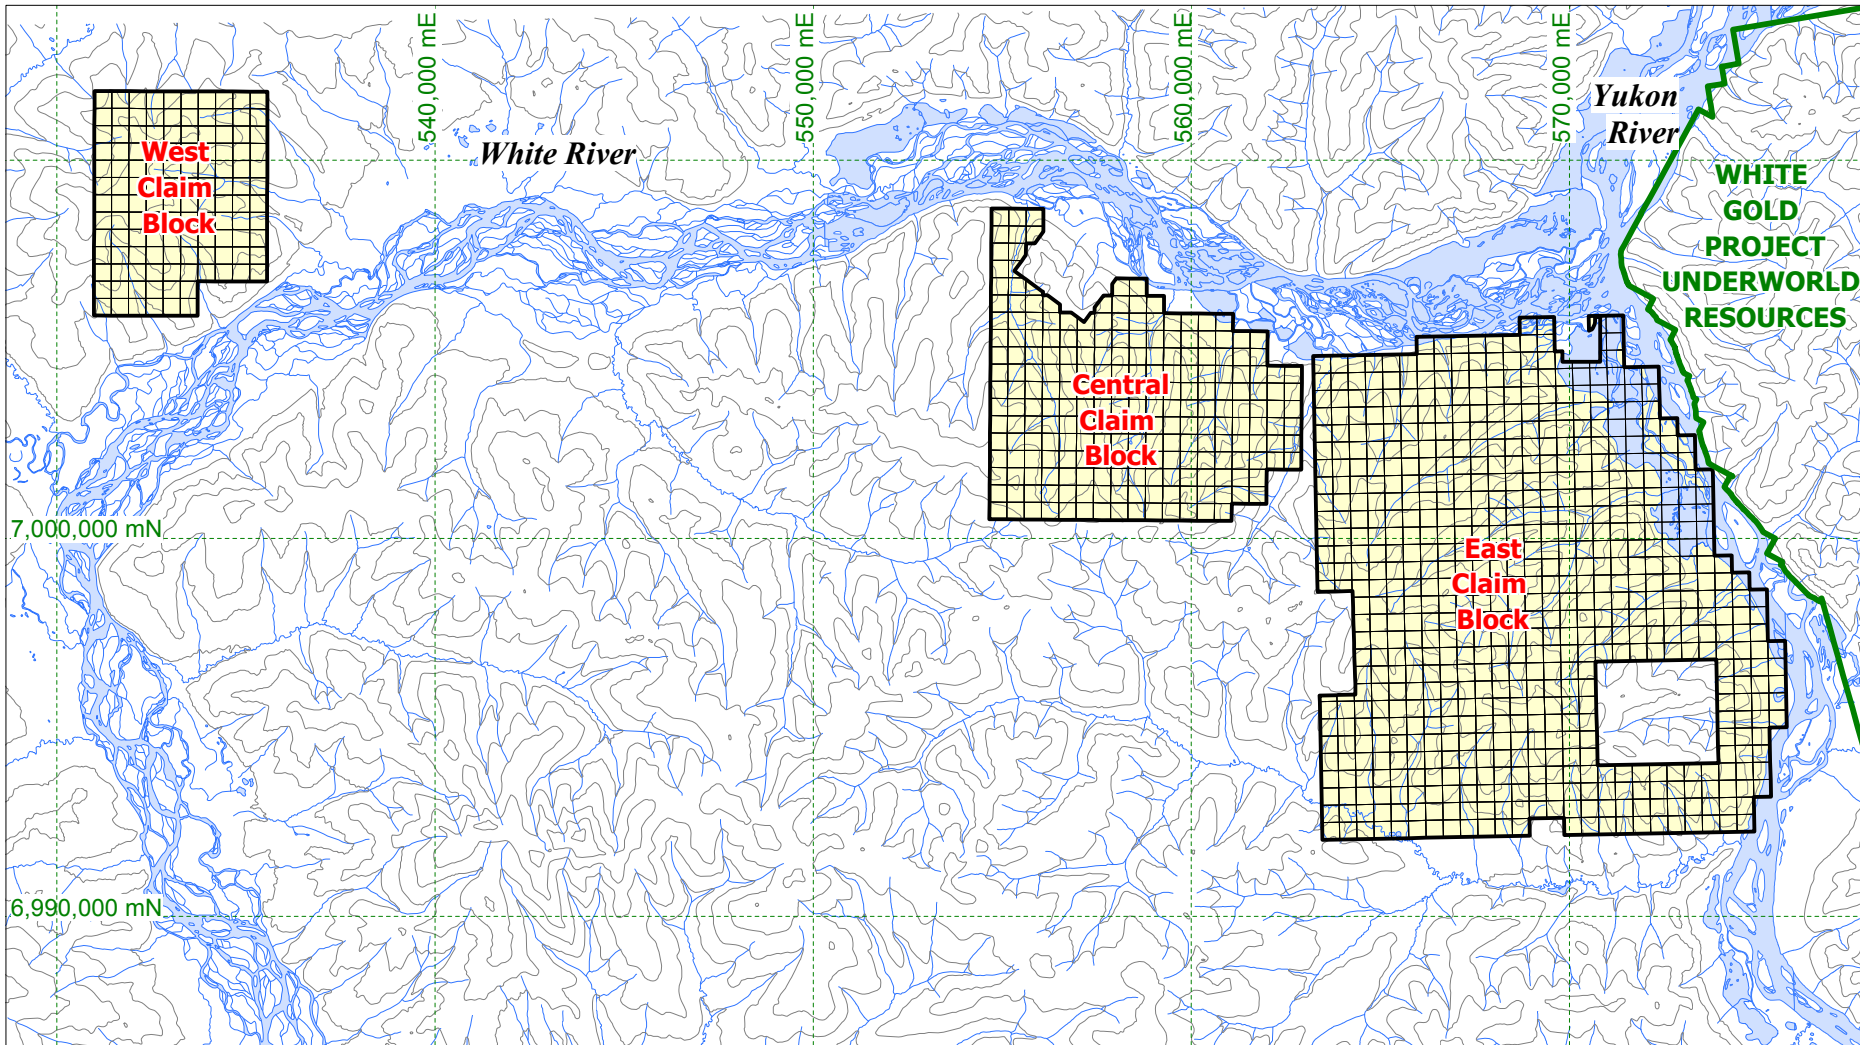 540,000 mE
550,000 mE
560,000 mE
570,000 mE
Yukon
River
White River
West
Claim
Block
WHITE
GOLD
PROJECT
UNDERWORLD
RESOURCES
Central
Claim
Block
7,000,000 mN
East
Claim
Block
6,990,000 mN